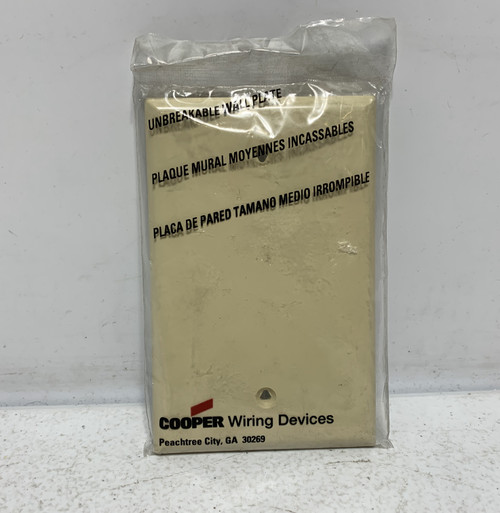 UNBREAKABLE WALL PLATE
PLAQUE MURAL MOYENNES INCASSABLES
PLACA DE PARED TAMANO MEDIO IRROMPIBLE
COOPER Wiring Devices
Peachtree City, GA 30269